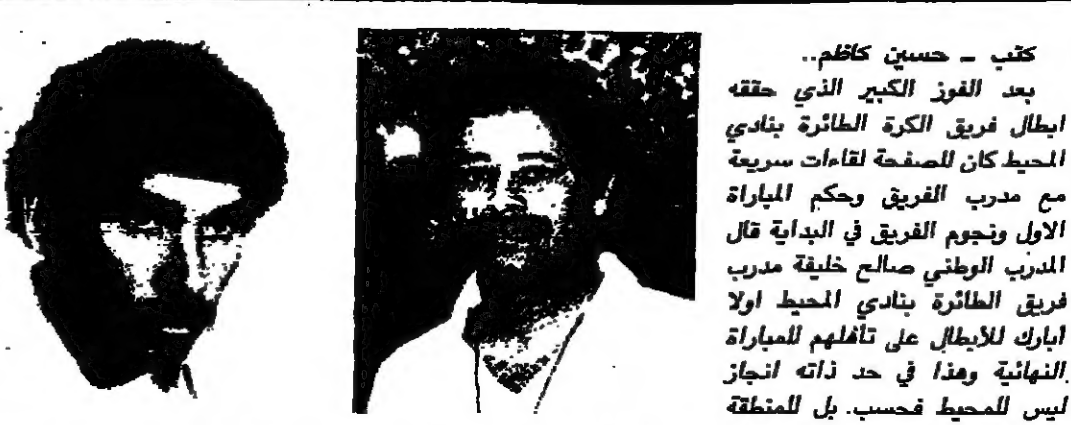 كتب - حسين كاظم..
بعد الفوز الكبير الذي حققه
ابطال فريق الكرة الطائرة بنادي
المحيط كان للصفحة لقاءات سريعة
مع مدرب الفريق وحكم المباراة
الاول ونجوم الفريق في البداية قال
المدرب الوطني صالح خليفة مدرب
فريق الطائرة بنادي المحيط اولا
أبارك للأبطال على تأهلهم للمباراة
النهائية وهذا في حد ذاته انجاز
ليس للمحيط فحسب. بل للمنطقة